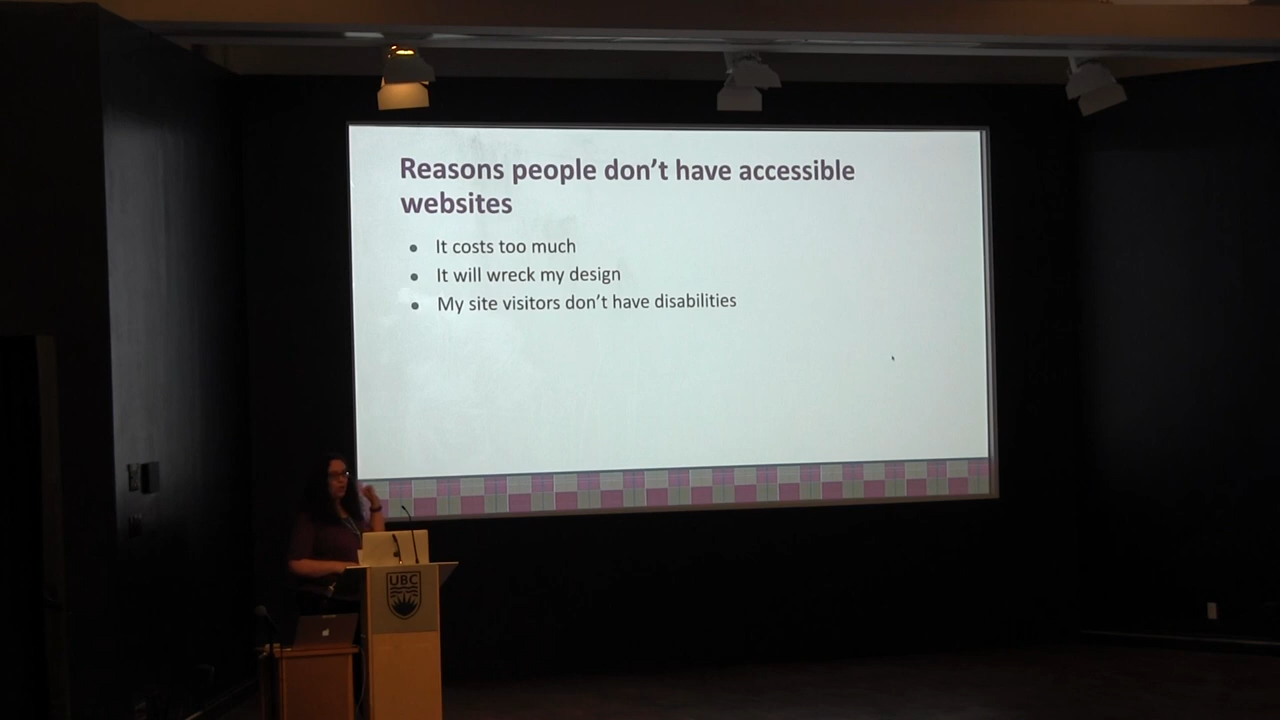 Reasons people don't have accessible
websites
● It costs too much
● It will wreck my design
● My site visitors don't have disabilities
UBC